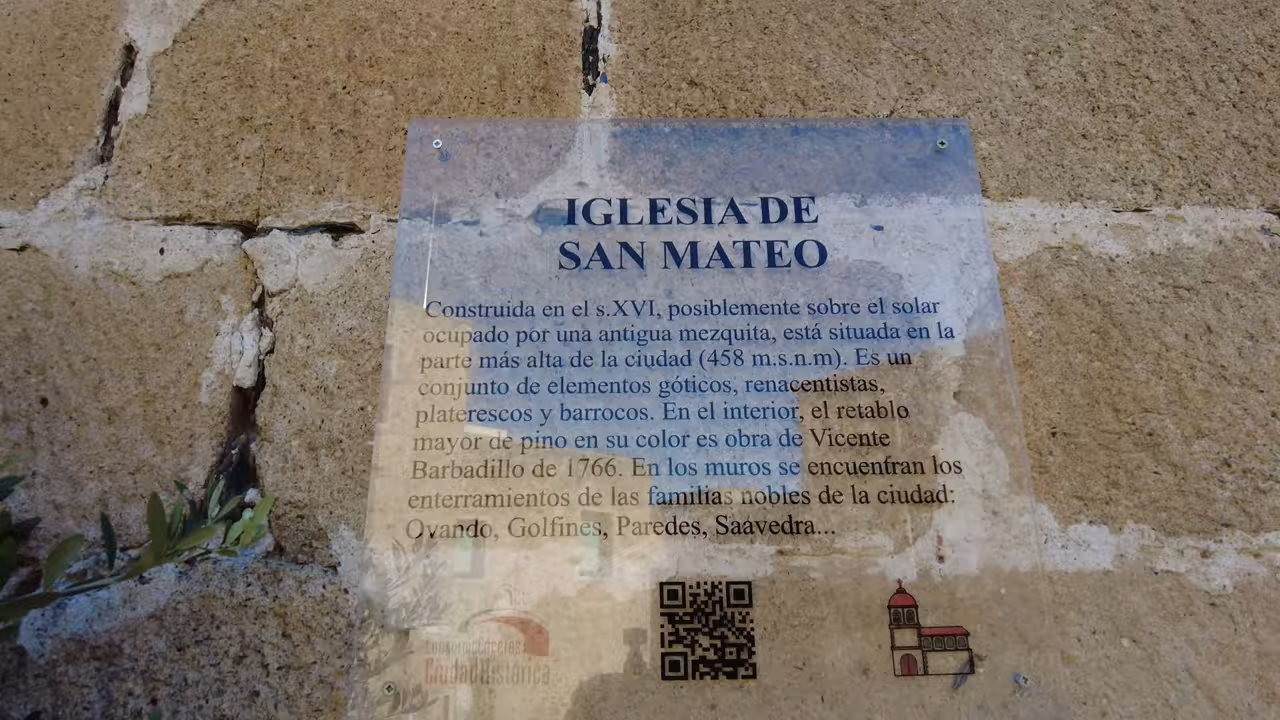 IGLESIA DE
SAN MATEO
Construida en el s.XVI, posiblemente sobre el solar
ocupado por una antigua mezquita, está situada en la
parte más alta de la ciudad (458 m.s.n.m). Es un
conjunto de elementos góticos, renacentistas,
platerescos y barrocos. En el interior, el retablo
mayor de pino en su color es obra de Vicente
Barbadillo de 1766. En los muros se encuentran los
enterramientos de las familias nobles de la ciudad:
Ovando, Golfines, Paredes, Saavedra...
CiudadHistórica